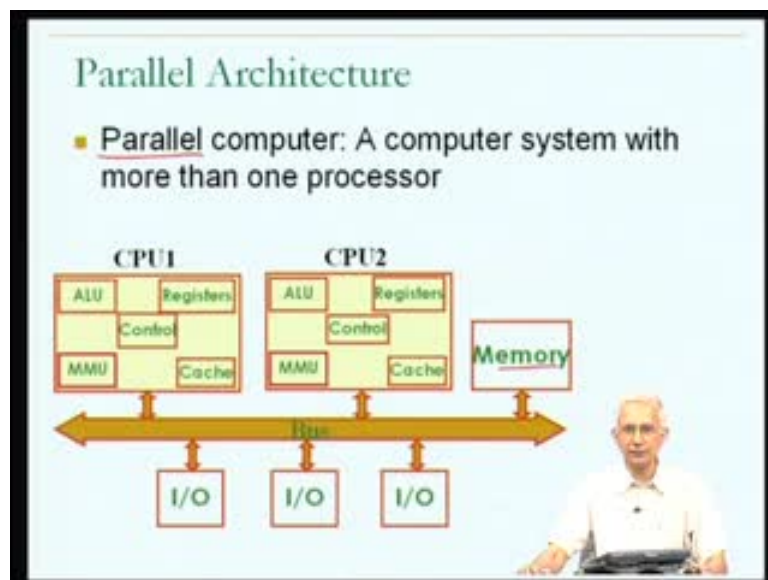 Parallel Architecture
Parallel computer: A computer system with
more than one processor
CPU1 CPU2
ALU Registers ALU Registers
Control Control
Memory
MMU Cache MMU Cache
Bus
I/O I/O I/O